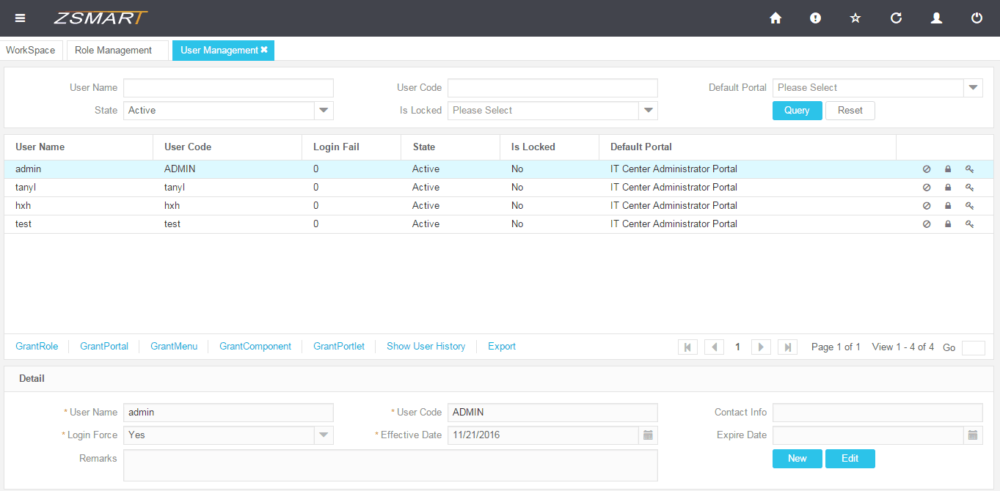 ZSMART
WorkSpace Role Management User Management
User Name User Code Default Portal Please Select
State Active Is Locked Please Select Query Reset
User Name User Code Login Fail State Is Locked Default Portal
admin ADMIN 0 Active No IT Center Administrator Portal
tanyl tanyl 0 Active No IT Center Administrator Portal
hxh hxh 0 Active No IT Center Administrator Portal
test test 0 Active No IT Center Administrator Portal
GrantRole GrantPortal GrantMenu GrantComponent GrantPortlet Show User History Export 1 Page 1 of 1 View 1 - 4 of 4 Go
Detail
* User Name admin * User Code ADMIN Contact Info
* Login Force Yes * Effective Date 11/21/2016 Expire Date
Remarks New Edit